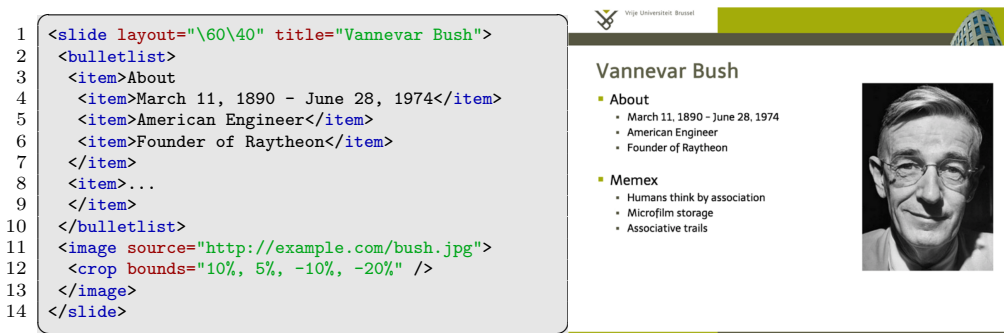 1 <slide layout="\60\40" title="Vannevar Bush">
2 <bulletlist>
3 <item>About
4 <item>March 11, 1890 - June 28, 1974</item>
5 <item>American Engineer</item>
6 <item>Founder of Raytheon</item>
7 </item>
8 <item>...
9 </item>
10 </bulletlist>
11 <image source="http://example.com/bush.jpg">
12 <crop bounds="10%, 5%, -10%, -20%" />
13 </image>
14 </slide>
Vrije Universiteit Brussel
Vannevar Bush
About
March 11, 1890 - June 28, 1974
American Engineer
Founder of Raytheon
Memex
Humans think by association
Microfilm storage
Associative trails